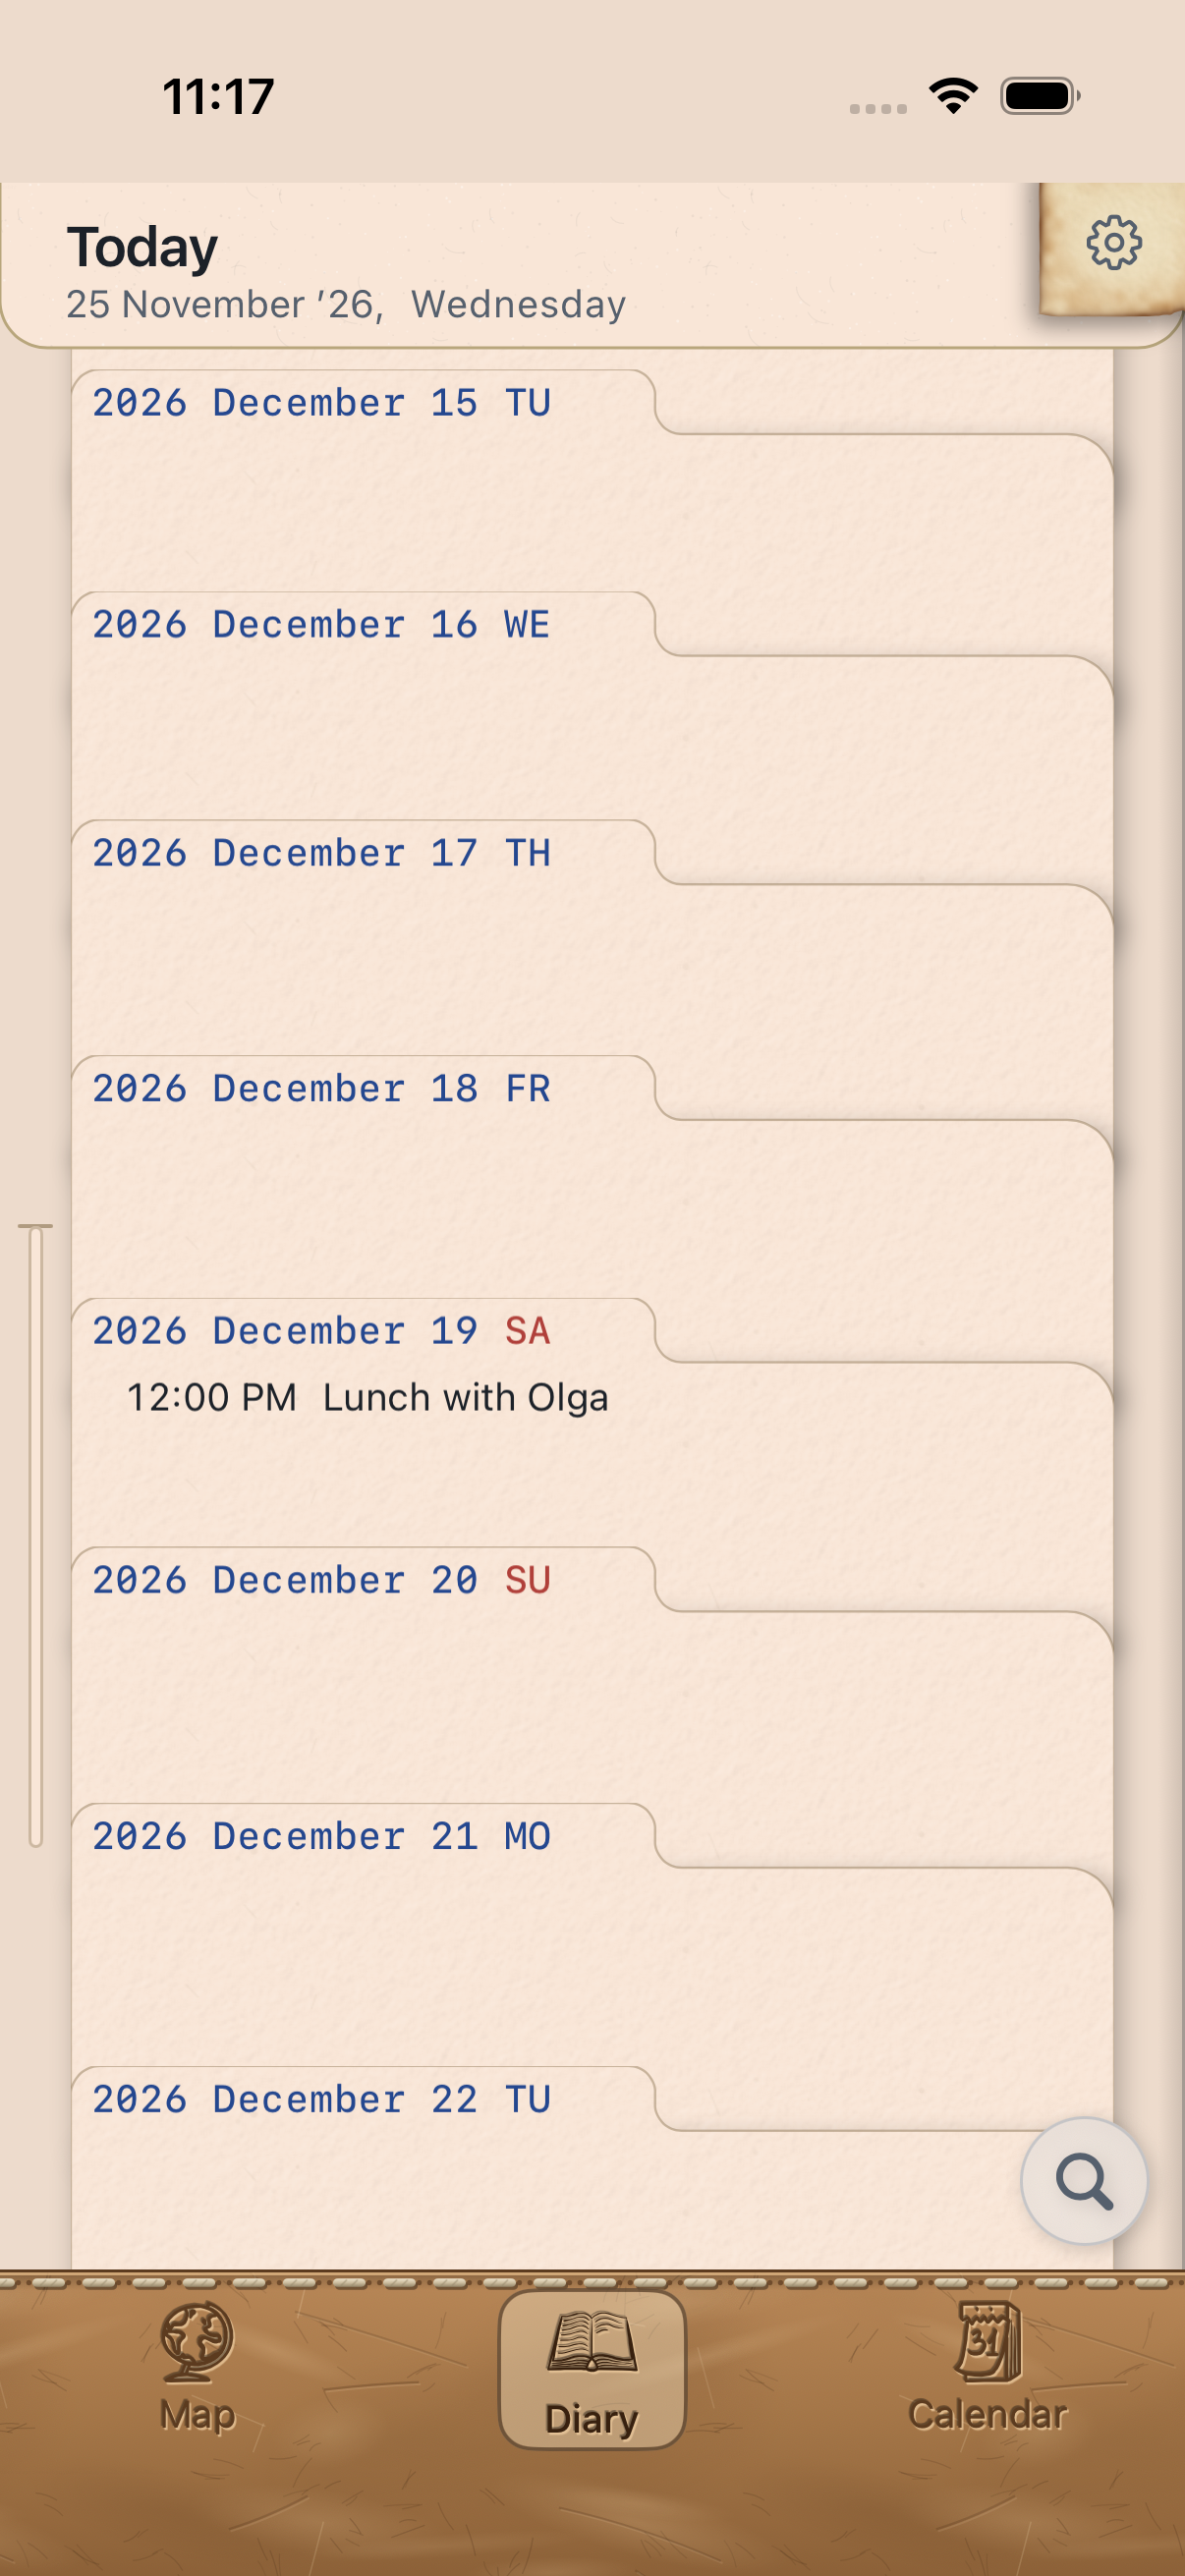 11:17
Today
25 November ’26, Wednesday
2026 December 15 TU
2026 December 16 WE
2026 December 17 TH
2026 December 18 FR
2026 December 19 SA
12:00 PM Lunch with Olga
2026 December 20 SU
2026 December 21 MO
2026 December 22 TU
31
Map
Diary
Calendar